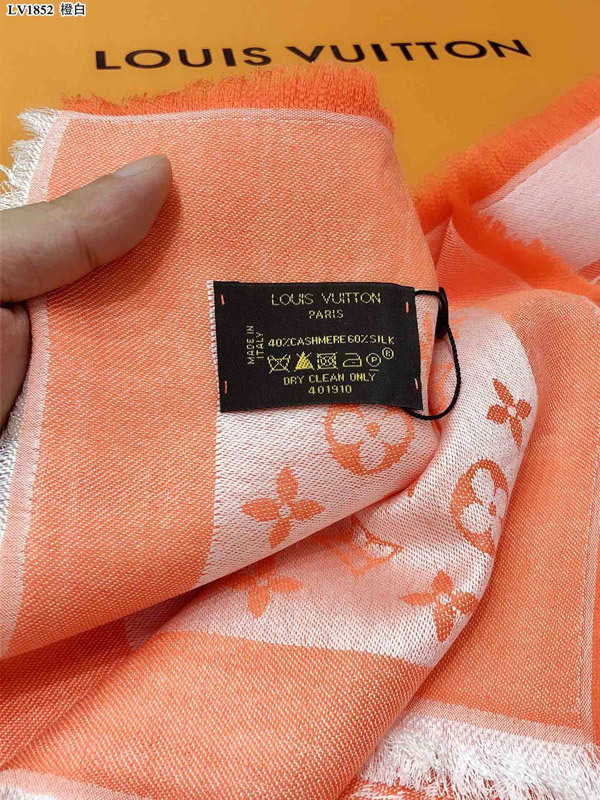 LV1852 橙白
LOUIS VUITTON
LOUIS VUITTON
PARIS
MADE IN
ITALY
40%CASHMERE60%SILK
P
R
DRY CLEAN ONLY
401910